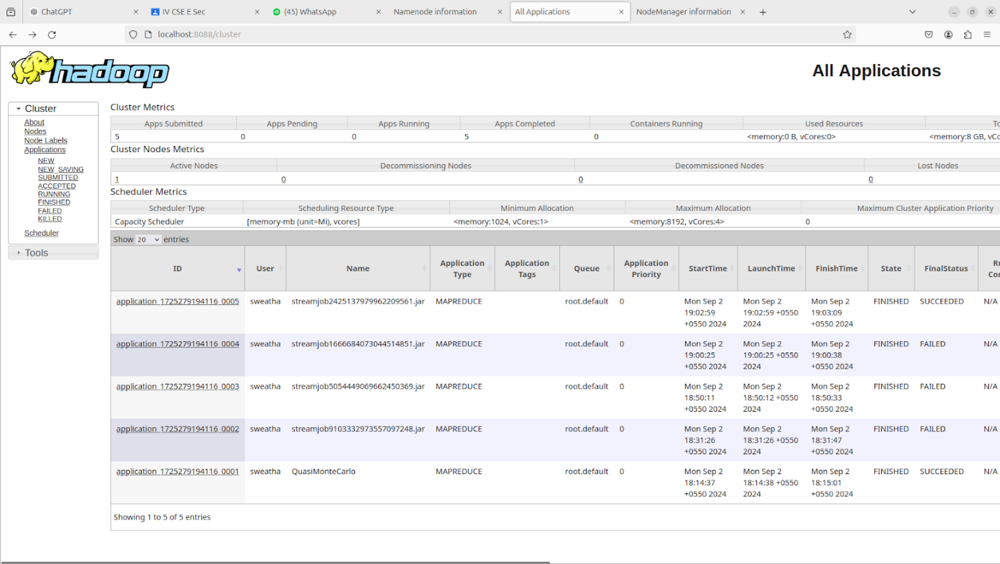 ChatGPT
IV CSE E Sec
(45) WhatsApp
Namenode information
All Applications
NodeManager information
localhost:8088/cluster
hadoop
All Applications
Cluster
About
Nodes
Node Labels
Applications
NEW
NEW_SAVING
SUBMITTED
ACCEPTED
RUNNING
FINISHED
FAILED
KILLED
Scheduler
Tools
Cluster Metrics
Apps Submitted Apps Pending Apps Running Apps Completed Containers Running Used Resources To
5 0 0 5 0 <memory:0 B, vCores:0> <memory:8 GB, vCo
Cluster Nodes Metrics
Active Nodes Decommissioning Nodes Decommissioned Nodes Lost Nodes
1 0 0 0
Scheduler Metrics
Scheduler Type Scheduling Resource Type Minimum Allocation Maximum Allocation Maximum Cluster Application Priority
Capacity Scheduler [memory-mb (unit=Mi), vcores] <memory:1024, vCores:1> <memory:8192, vCores:4> 0
Show 20 entries
ID User Name Application Type Application Tags Queue Application Priority StartTime LaunchTime FinishTime State FinalStatus Ru Con
application_1725279194116_0005 sweatha streamjob2425137979962209561.jar MAPREDUCE root.default 0 Mon Sep 2 Mon Sep 2 Mon Sep 2 FINISHED SUCCEEDED N/A
19:02:59 19:02:59 +0550 19:03:09
+0550 2024 2024 +0550 2024
application_1725279194116_0004 sweatha streamjob1666684073044514851.jar MAPREDUCE root.default 0 Mon Sep 2 Mon Sep 2 Mon Sep 2 FINISHED FAILED N/A
19:00:25 19:00:25 +0550 19:00:38
+0550 2024 2024 +0550 2024
application_1725279194116_0003 sweatha streamjob5054449069662450369.jar MAPREDUCE root.default 0 Mon Sep 2 Mon Sep 2 Mon Sep 2 FINISHED FAILED N/A
18:50:11 18:50:12 +0550 18:50:33
+0550 2024 2024 +0550 2024
application_1725279194116_0002 sweatha streamjob9103332973557097248.jar MAPREDUCE root.default 0 Mon Sep 2 Mon Sep 2 Mon Sep 2 FINISHED FAILED N/A
18:31:26 18:31:26 +0550 18:31:47
+0550 2024 2024 +0550 2024
application_1725279194116_0001 sweatha QuasiMonteCarlo MAPREDUCE root.default 0 Mon Sep 2 Mon Sep 2 Mon Sep 2 FINISHED SUCCEEDED N/A
18:14:37 18:14:38 +0550 18:15:01
+0550 2024 2024 +0550 2024
Showing 1 to 5 of 5 entries